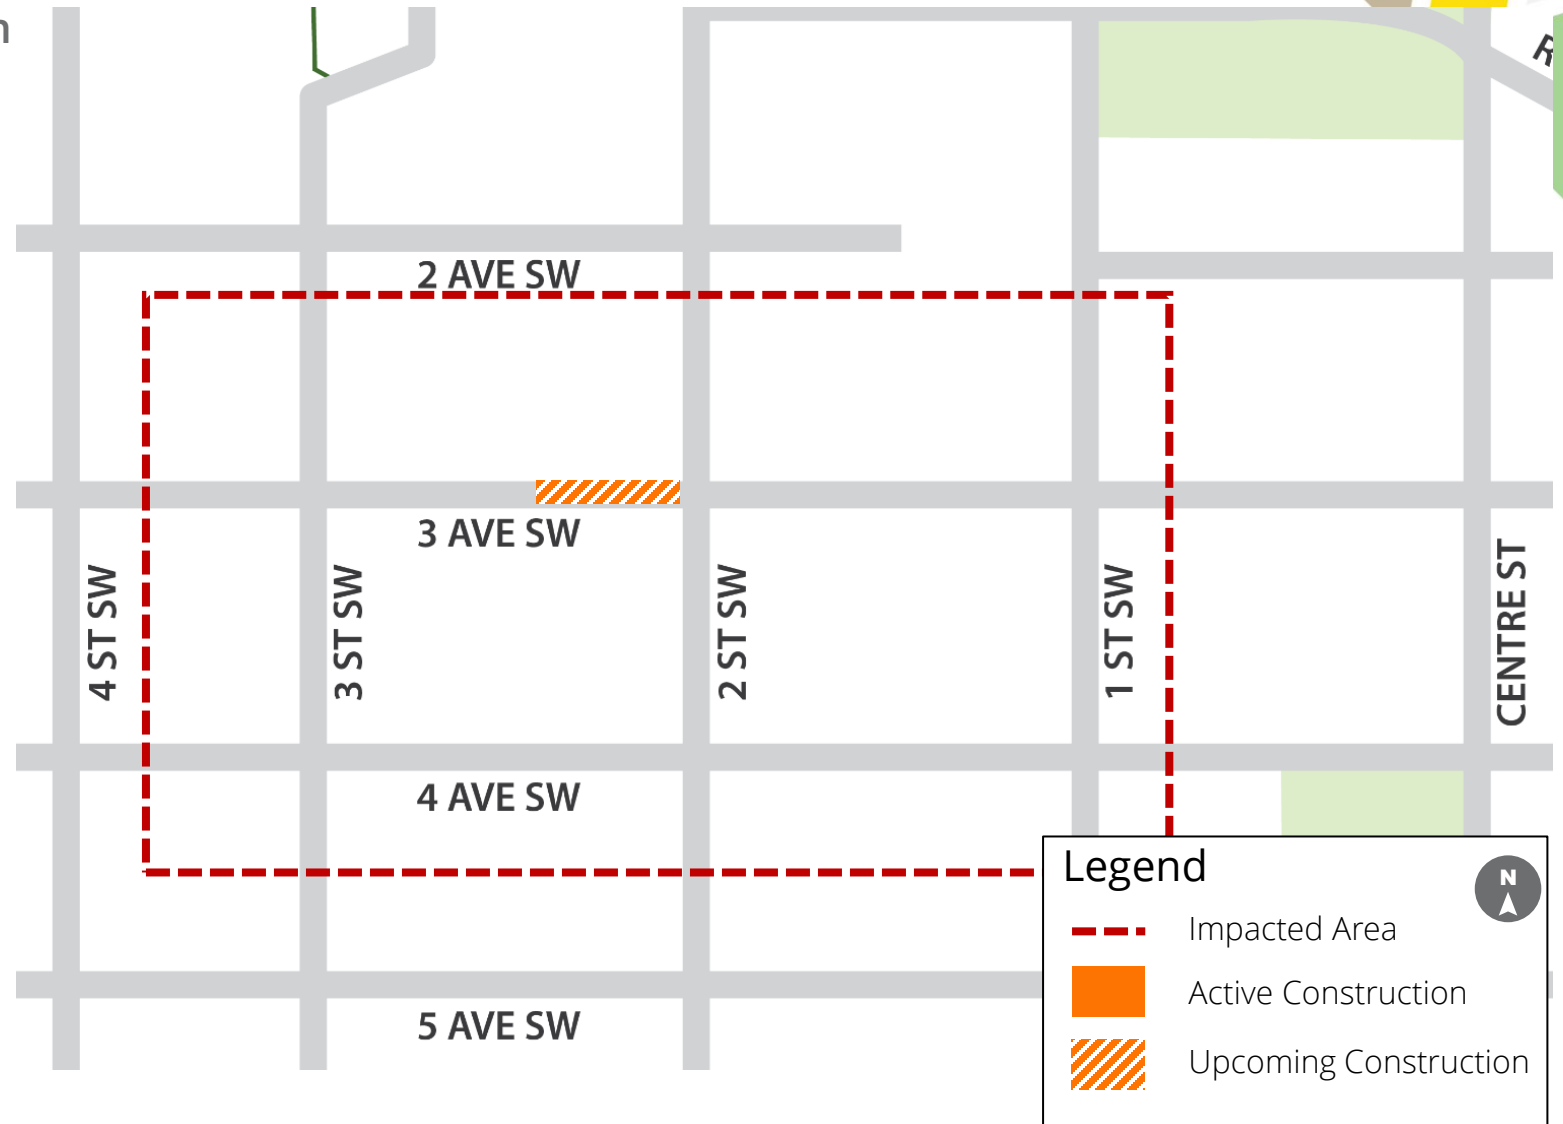 2 AVE SW
3 AVE SW
4 ST SW
3 ST SW
2 ST SW
1 ST SW
CENTRE ST
4 AVE SW
5 AVE SW
Legend
N
Impacted Area
Active Construction
Upcoming Construction